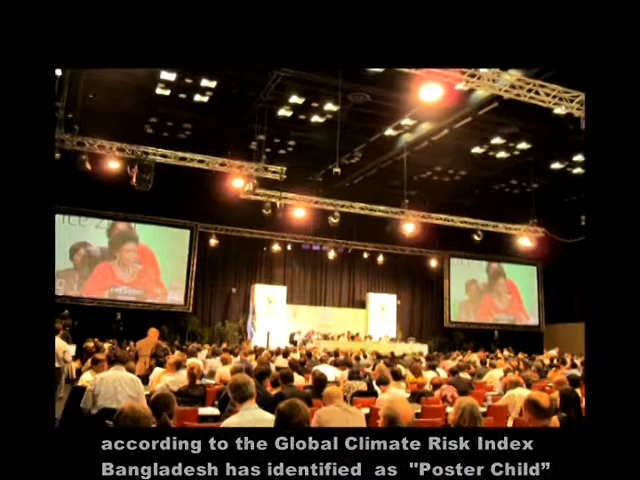 according to the Global Climate Risk Index
Bangladesh has identified as "Poster Child”